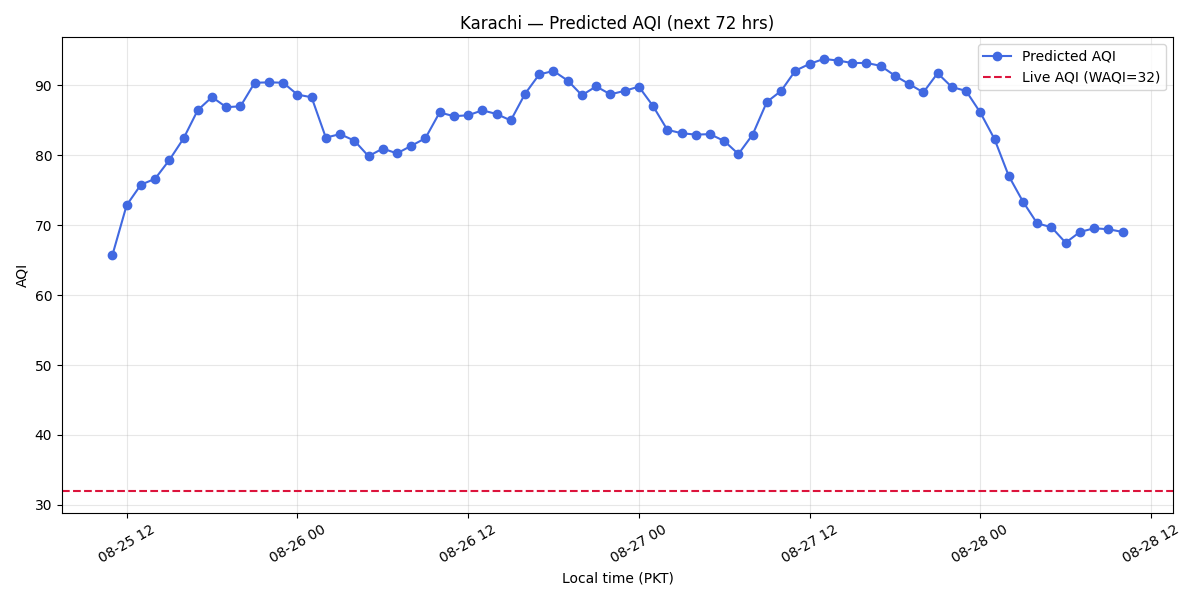 Karachi — Predicted AQI (next 72 hrs)
Predicted AQI
Live AQI (WAQI=32)
AQI
90
80
70
60
50
40
30
08-25 12
08-26 00
08-26 12
08-27 00
08-27 12
08-28 00
08-28 12
Local time (PKT)